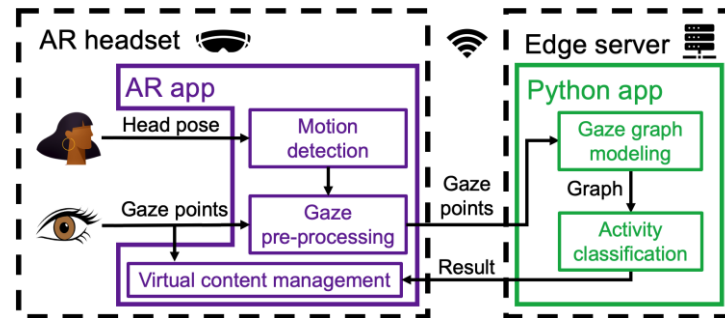 AR headset
Edge server
AR app
Python app
Head pose
Motion
detection
Gaze graph
modeling
Gaze
points
Graph
Gaze points
Gaze
pre-processing
Activity
classification
Virtual content management
Result